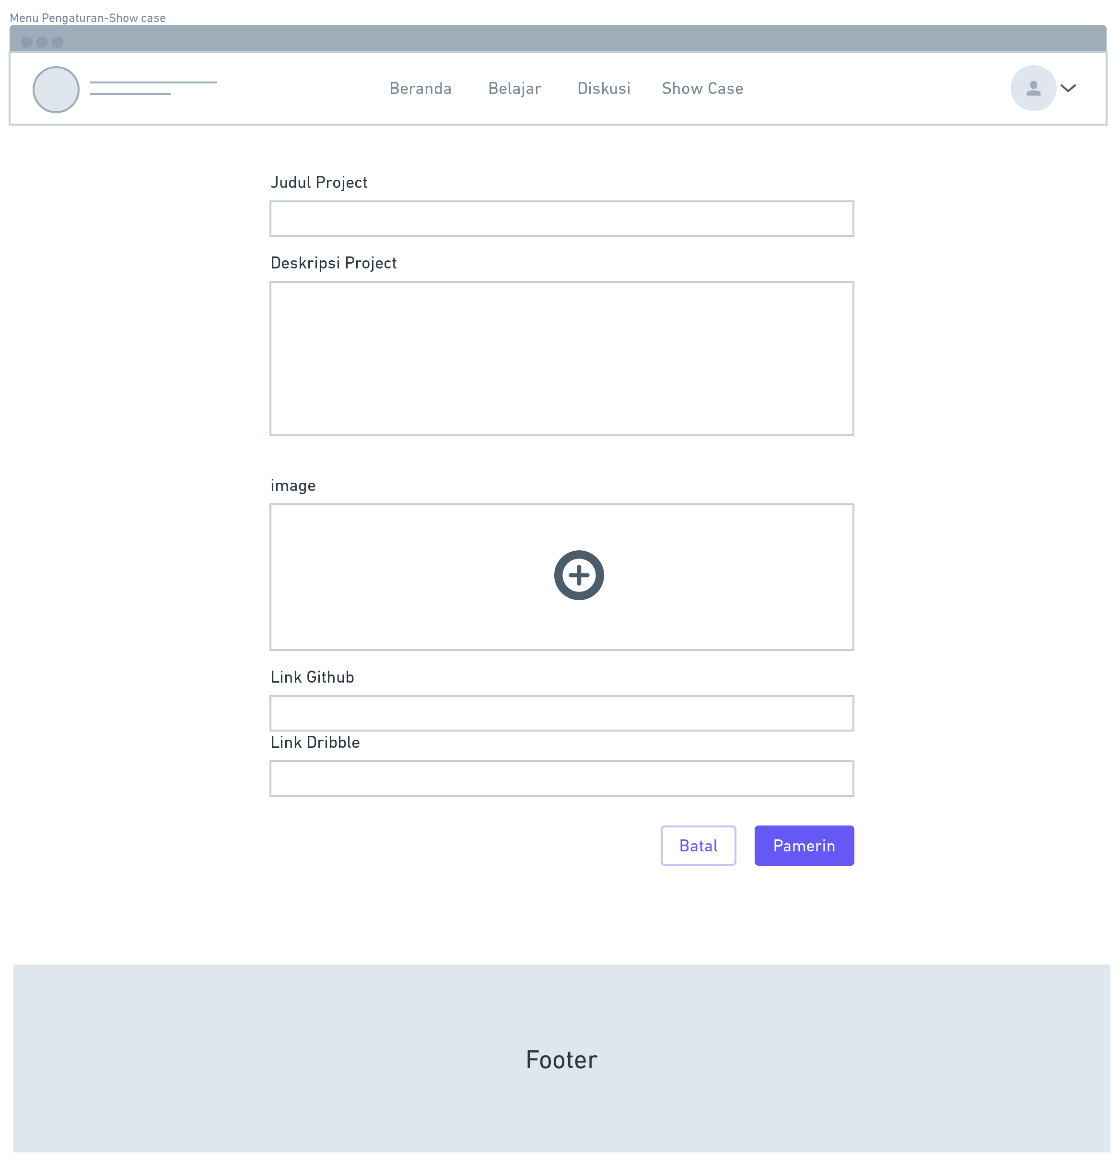 Menu Pengaturan-Show case
Beranda Belajar Diskusi Show Case
Judul Project
Deskripsi Project
image
Link Github
Link Dribble
Batal Pamerin
Footer